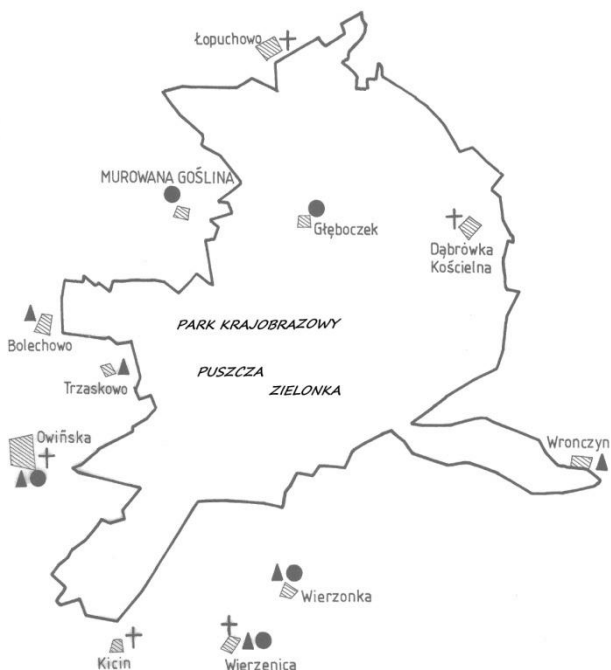 Łopuchowo
MUROWANA GOŚLINA
Głęboczek
Dąbrówka
Kościelna
PARK KRAJOBRAZOWY
Bolechowo
Trzaskowo
PUSZCZA
ZIELONKA
Owińska
Wronczyn
Wierzonka
Kicin
Wierzenica